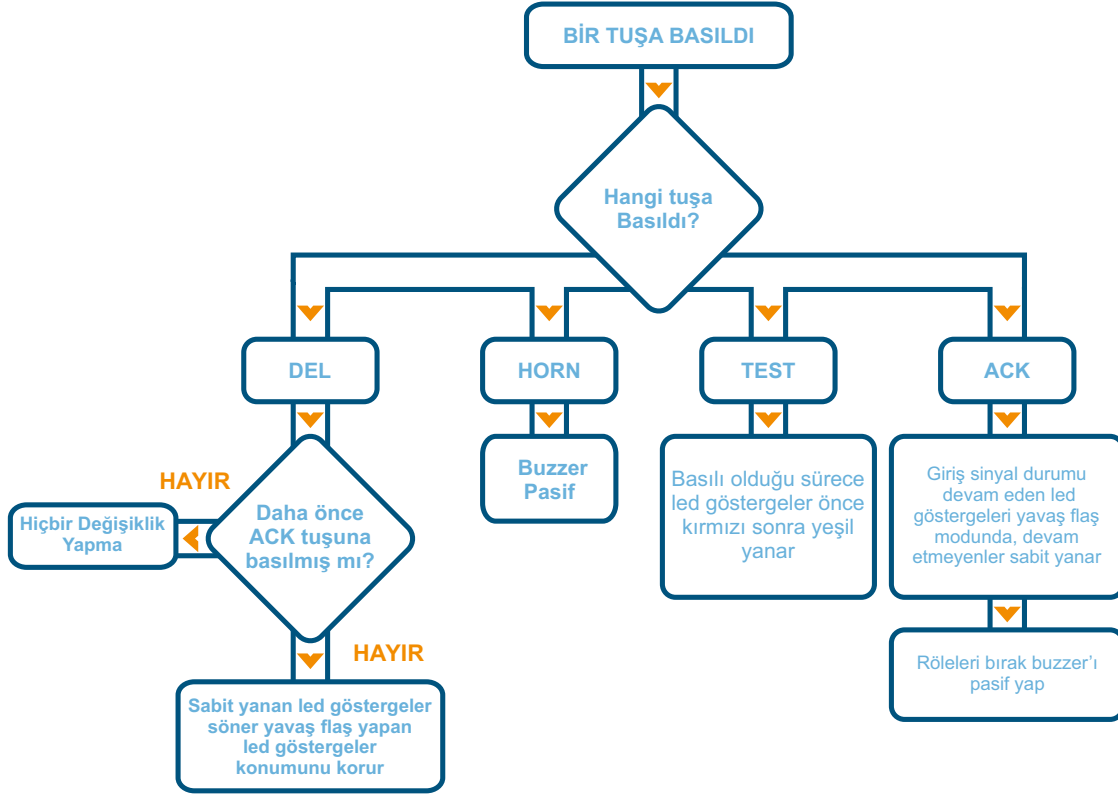 BİR TUŞA BASILDI
Hangi tuşa
Basıldı?
DEL
HORN
TEST
ACK
Buzzer
Pasif
Basılı olduğu sürece
led göstergeler önce
kırmızı sonra yeşil
yanar
Giriş sinyal durumu
devam eden led
göstergeleri yavaş flaş
modunda, devam
etmeyenler sabit yanar
HAYIR
Hiçbir Değişiklik
Yapma
Daha önce
ACK tuşuna
basılmış mı?
HAYIR
Röleleri bırak buzzer’ı
pasif yap
Sabit yanan led göstergeler
söner yavaş flaş yapan
led göstergeler
konumunu korur